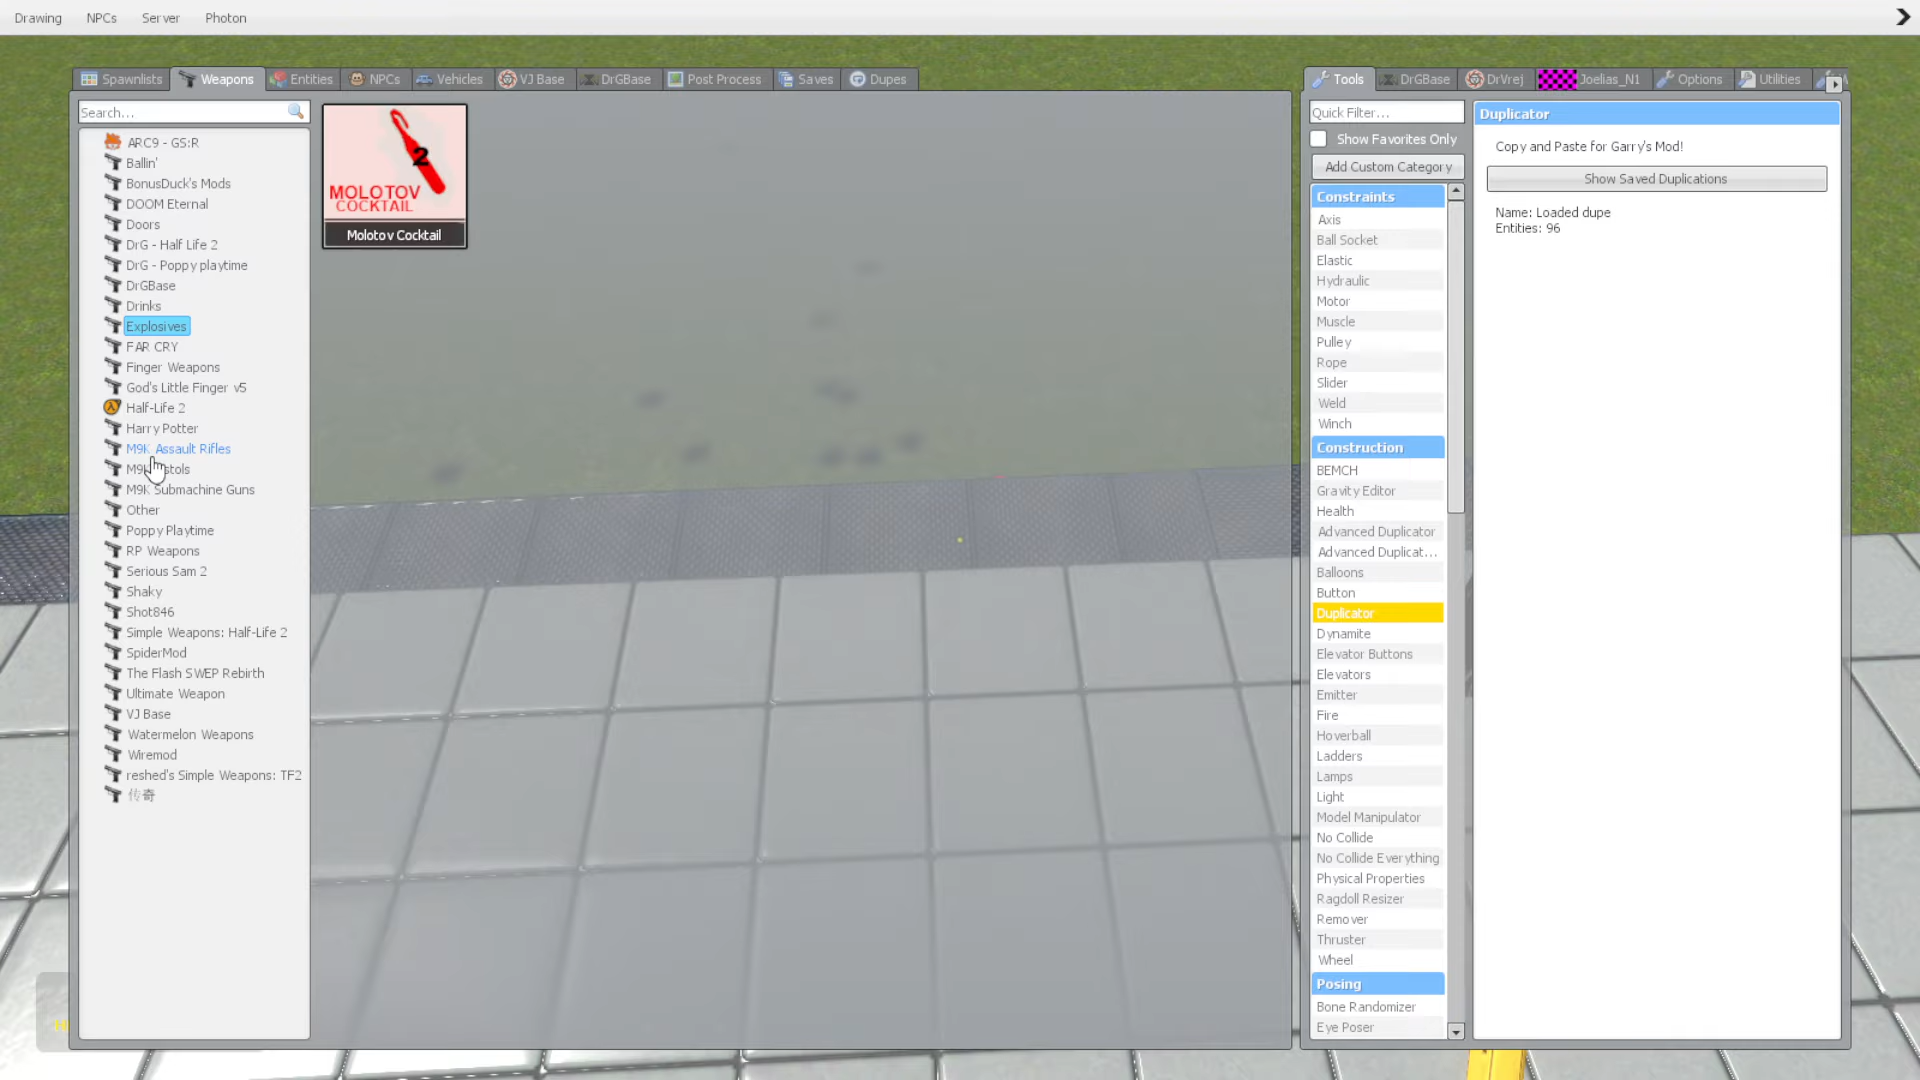 Drawing NPCs Server Photon
Spawnlists Weapons Entities NPCs Vehicles VJ Base DrGBase Post Process Saves Dupes
Search...
ARC9 - GS:R
Ballin'
BonusDuck's Mods
DOOM Eternal
Doors
DrG - Half Life 2
DrG - Poppy playtime
DrGBase
Drinks
Explosives
FAR CRY
Finger Weapons
God's Little Finger v5
Half-Life 2
Harry Potter
M9K Assault Rifles
M9K
M9K Submachine Guns
Other
Poppy Playtime
RP Weapons
Serious Sam 2
Shaky
Shot846
Simple Weapons: Half-Life 2
SpiderMod
The Flash SWEP Rebirth
Ultimate Weapon
VJ Base
Watermelon Weapons
Wiremod
reshed's Simple Weapons: TF2
传奇
2
MOLOTOV
COCKTAIL
Molotov Cocktail
Tools DrGBase DrVrej Joelias_N1 Options Utilities
Quick Filter...
Show Favorites Only
Add Custom Category
Constraints
Axis
Ball Socket
Elastic
Hydraulic
Motor
Muscle
Pulley
Rope
Slider
Weld
Winch
Construction
BEMCH
Gravity Editor
Health
Advanced Duplicator
Advanced Duplicat...
Balloons
Button
Duplicator
Dynamite
Elevator Buttons
Elevators
Emitter
Fire
Hoverball
Ladders
Lamps
Light
Model Manipulator
No Collide
No Collide Everything
Physical Properties
Ragdoll Resizer
Remover
Thruster
Wheel
Posing
Bone Randomizer
Eye Poser
Duplicator
Copy and Paste for Garry's Mod!
Show Saved Duplications
Name: Loaded dupe
Entities: 96